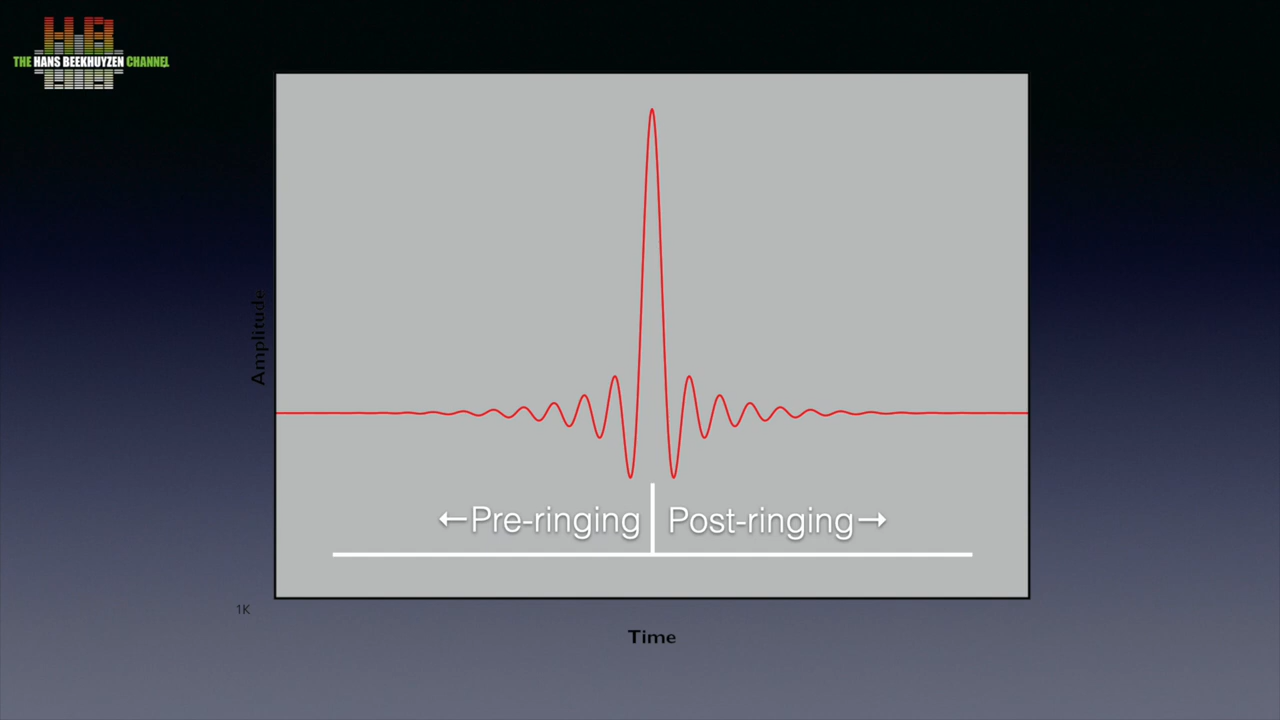 THE HANS BEEKHUYZEN CHANNEL
Amplitude
←Pre-ringing
Post-ringing→
1K
Time